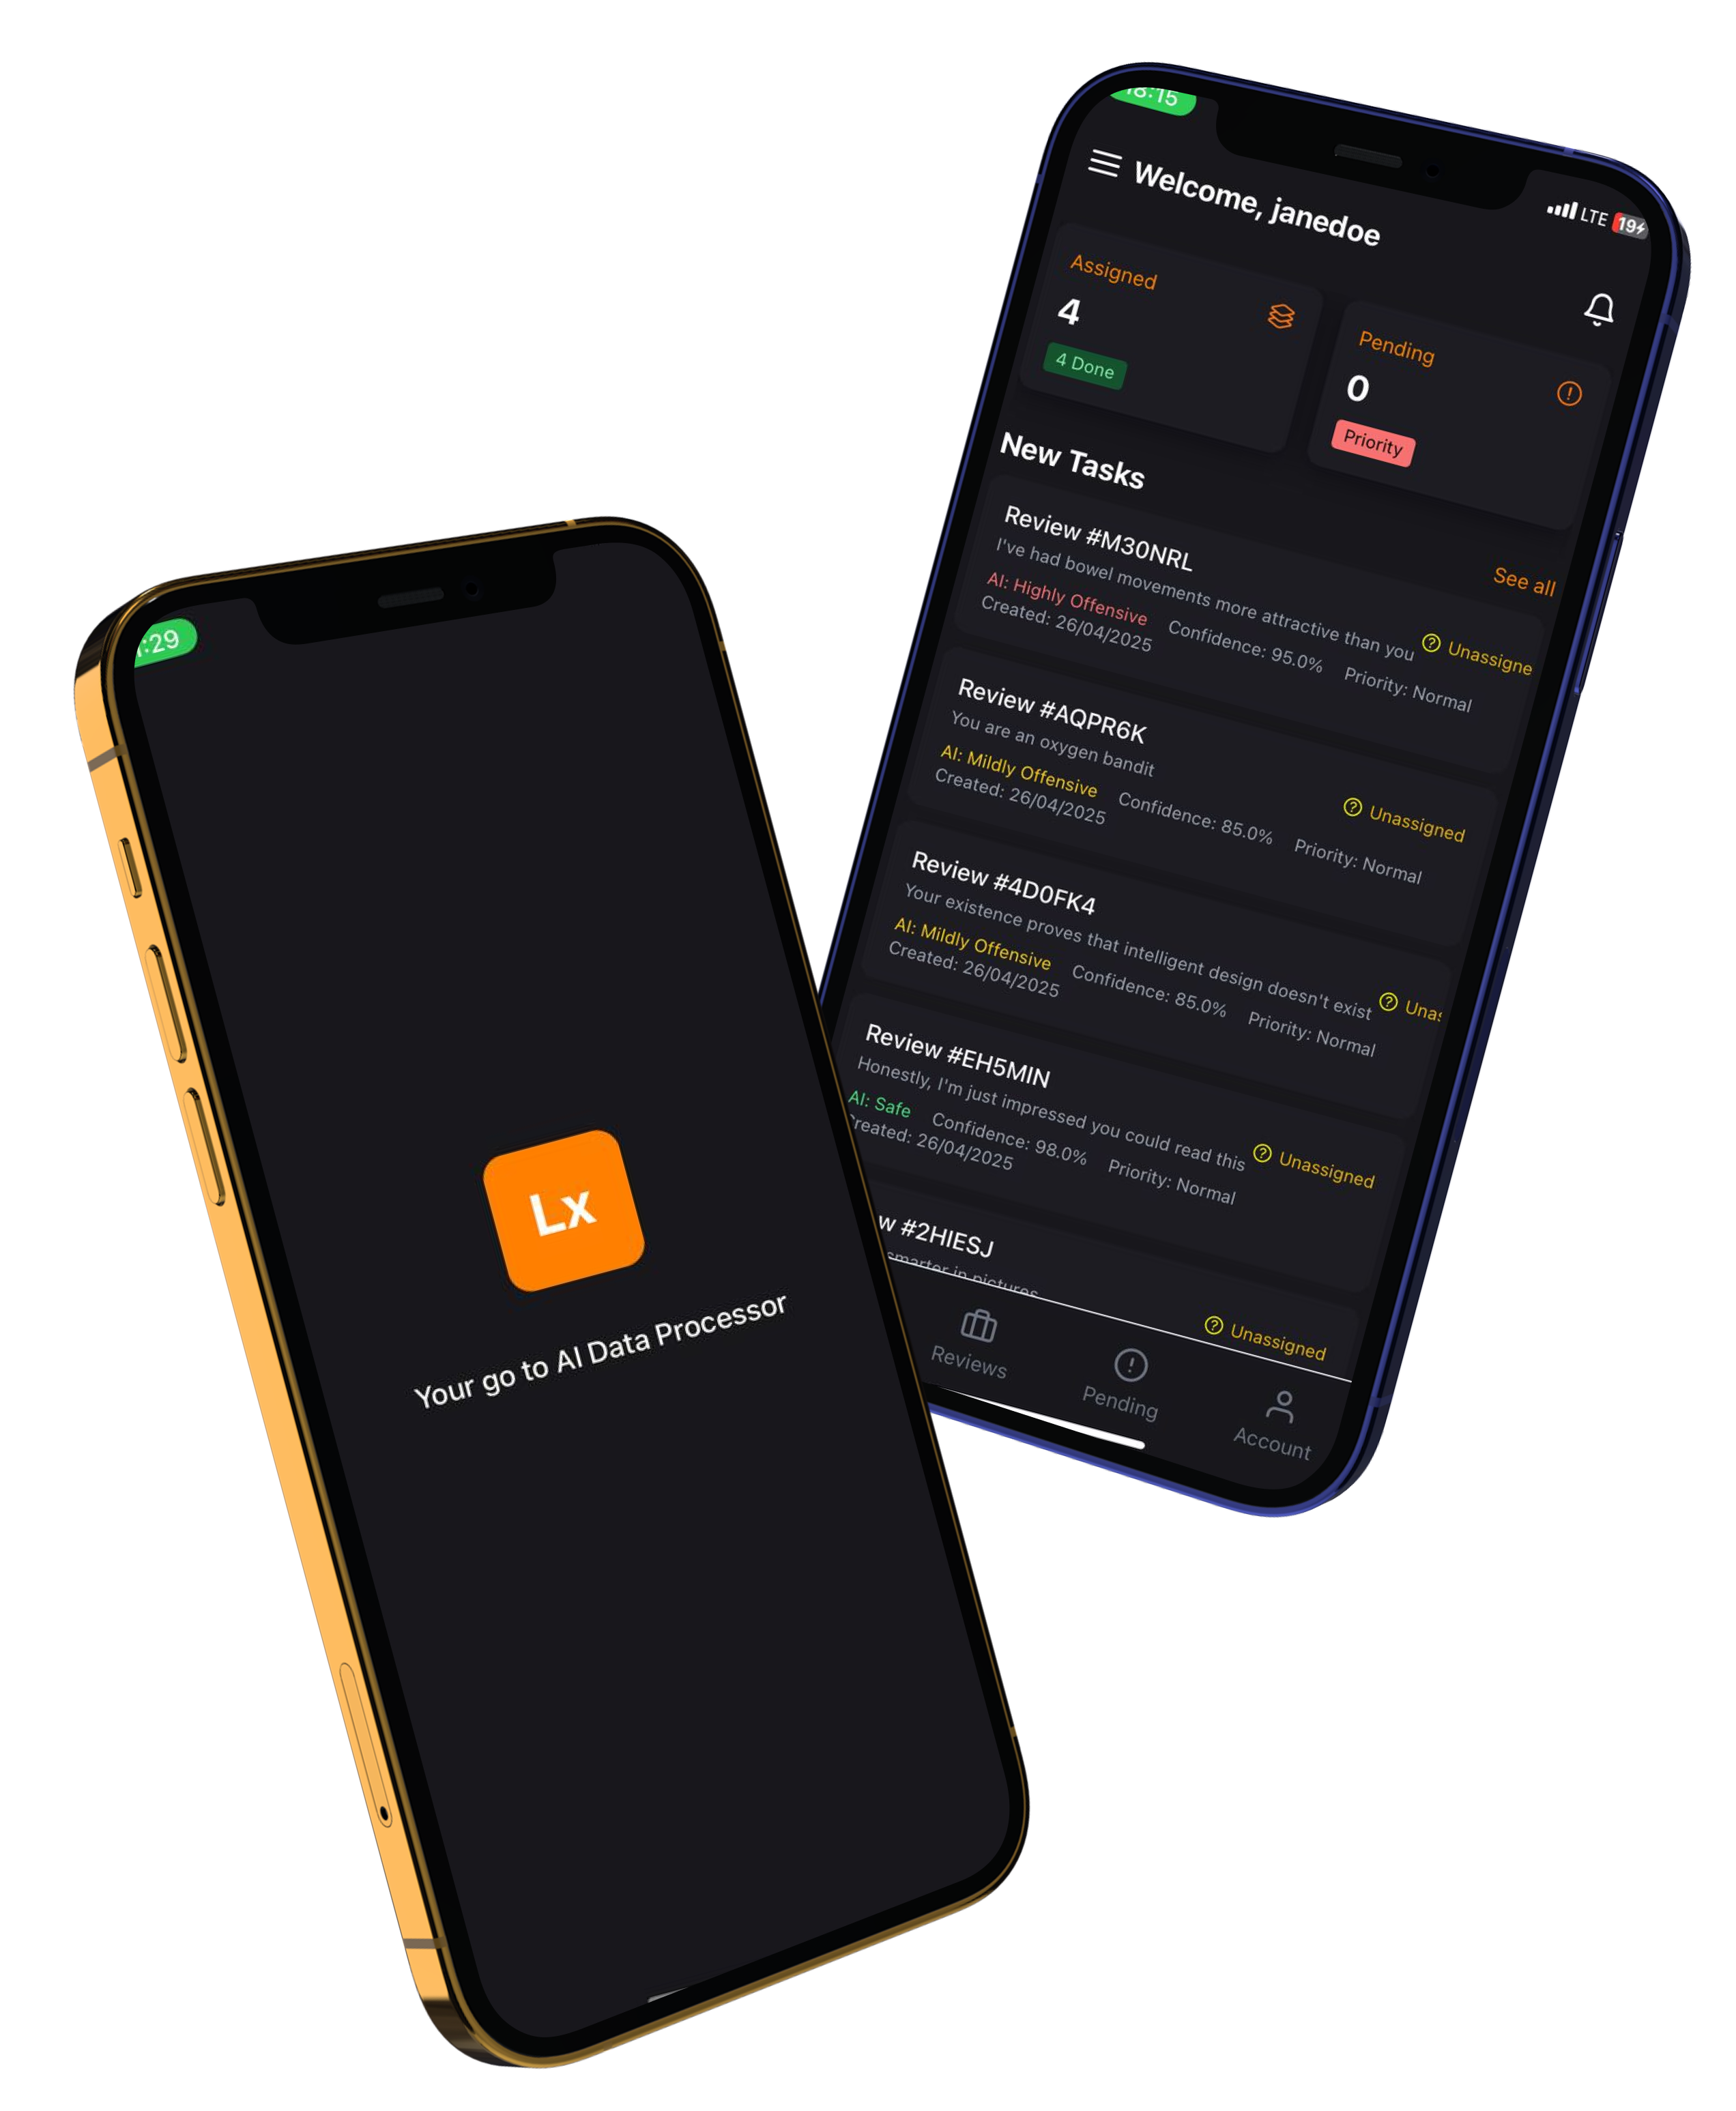 18:15
LTE 19
Welcome, janedoe
Assigned
4
4 Done
Pending
0
Priority
New Tasks
See all
Review #M30NRL
I've had bowel movements more attractive than you
Unassigne
AI: Highly Offensive Confidence: 95.0% Priority: Normal
Created: 26/04/2025
Review #AQPR6K
You are an oxygen bandit
Unassigned
AI: Mildly Offensive Confidence: 85.0% Priority: Normal
Created: 26/04/2025
Review #4D0FK4
Your existence proves that intelligent design doesn't exist
Unas
AI: Mildly Offensive Confidence: 85.0% Priority: Normal
Created: 26/04/2025
Review #EH5MIN
Honestly, I'm just impressed you could read this
Unassigned
AI: Safe Confidence: 98.0% Priority: Normal
Created: 26/04/2025
w #2HIESJ
smarter in pictures
Unassigned
Reviews
Pending
Account
:29
Lx
Your go to AI Data Processor